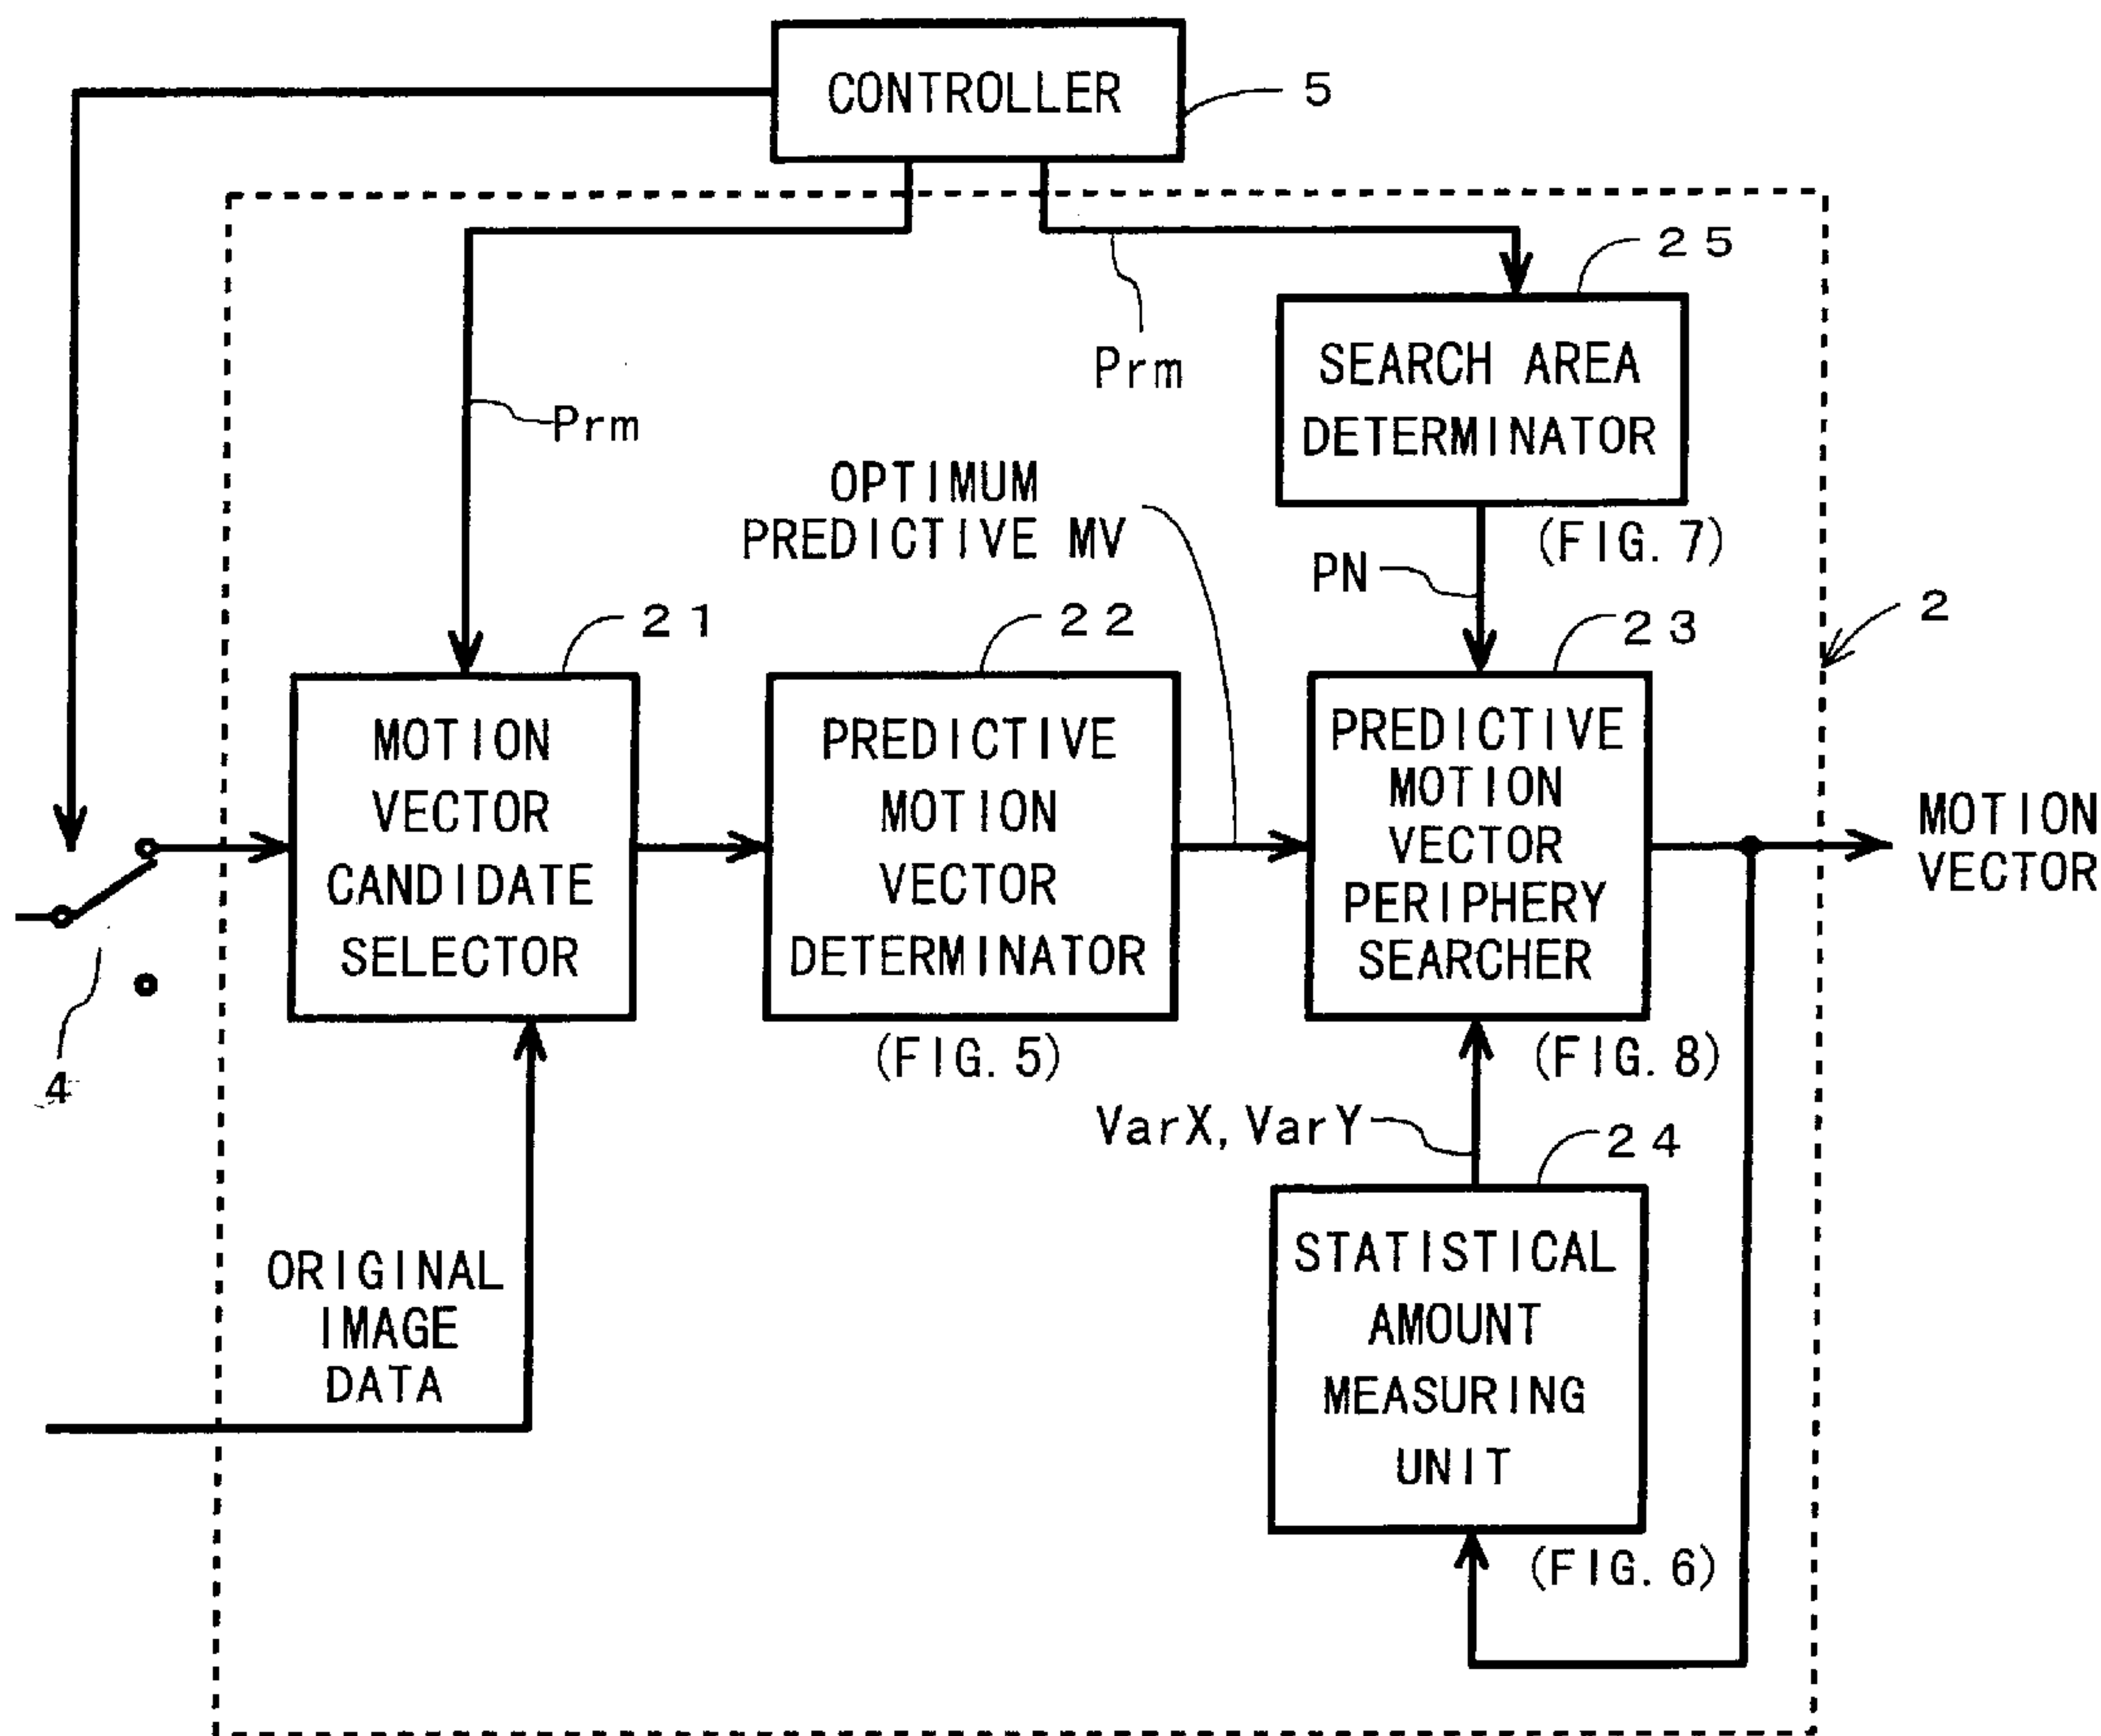 CONTROLLER
5
25
Prm
Prm
SEARCH AREA
DETERMINATOR
(FIG. 7)
OPTIMUM
PREDICTIVE MV
PN
21
22
23
2
MOTION
VECTOR
CANDIDATE
SELECTOR
PREDICTIVE
MOTION
VECTOR
DETERMINATOR
(FIG. 5)
PREDICTIVE
MOTION
VECTOR
PERIPHERY
SEARCHER
(FIG. 8)
MOTION
VECTOR
4
VarX, VarY
24
ORIGINAL
IMAGE
DATA
STATISTICAL
AMOUNT
MEASURING
UNIT
(FIG. 6)